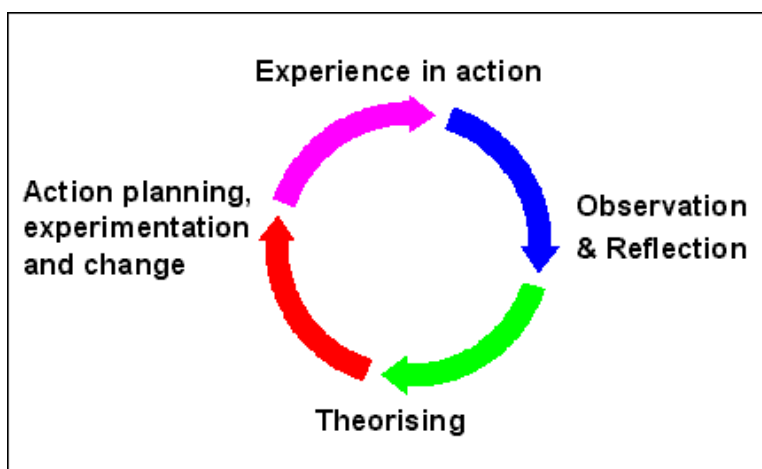 Experience in action
Observation
& Reflection
Theorising
Action planning,
experimentation
and change